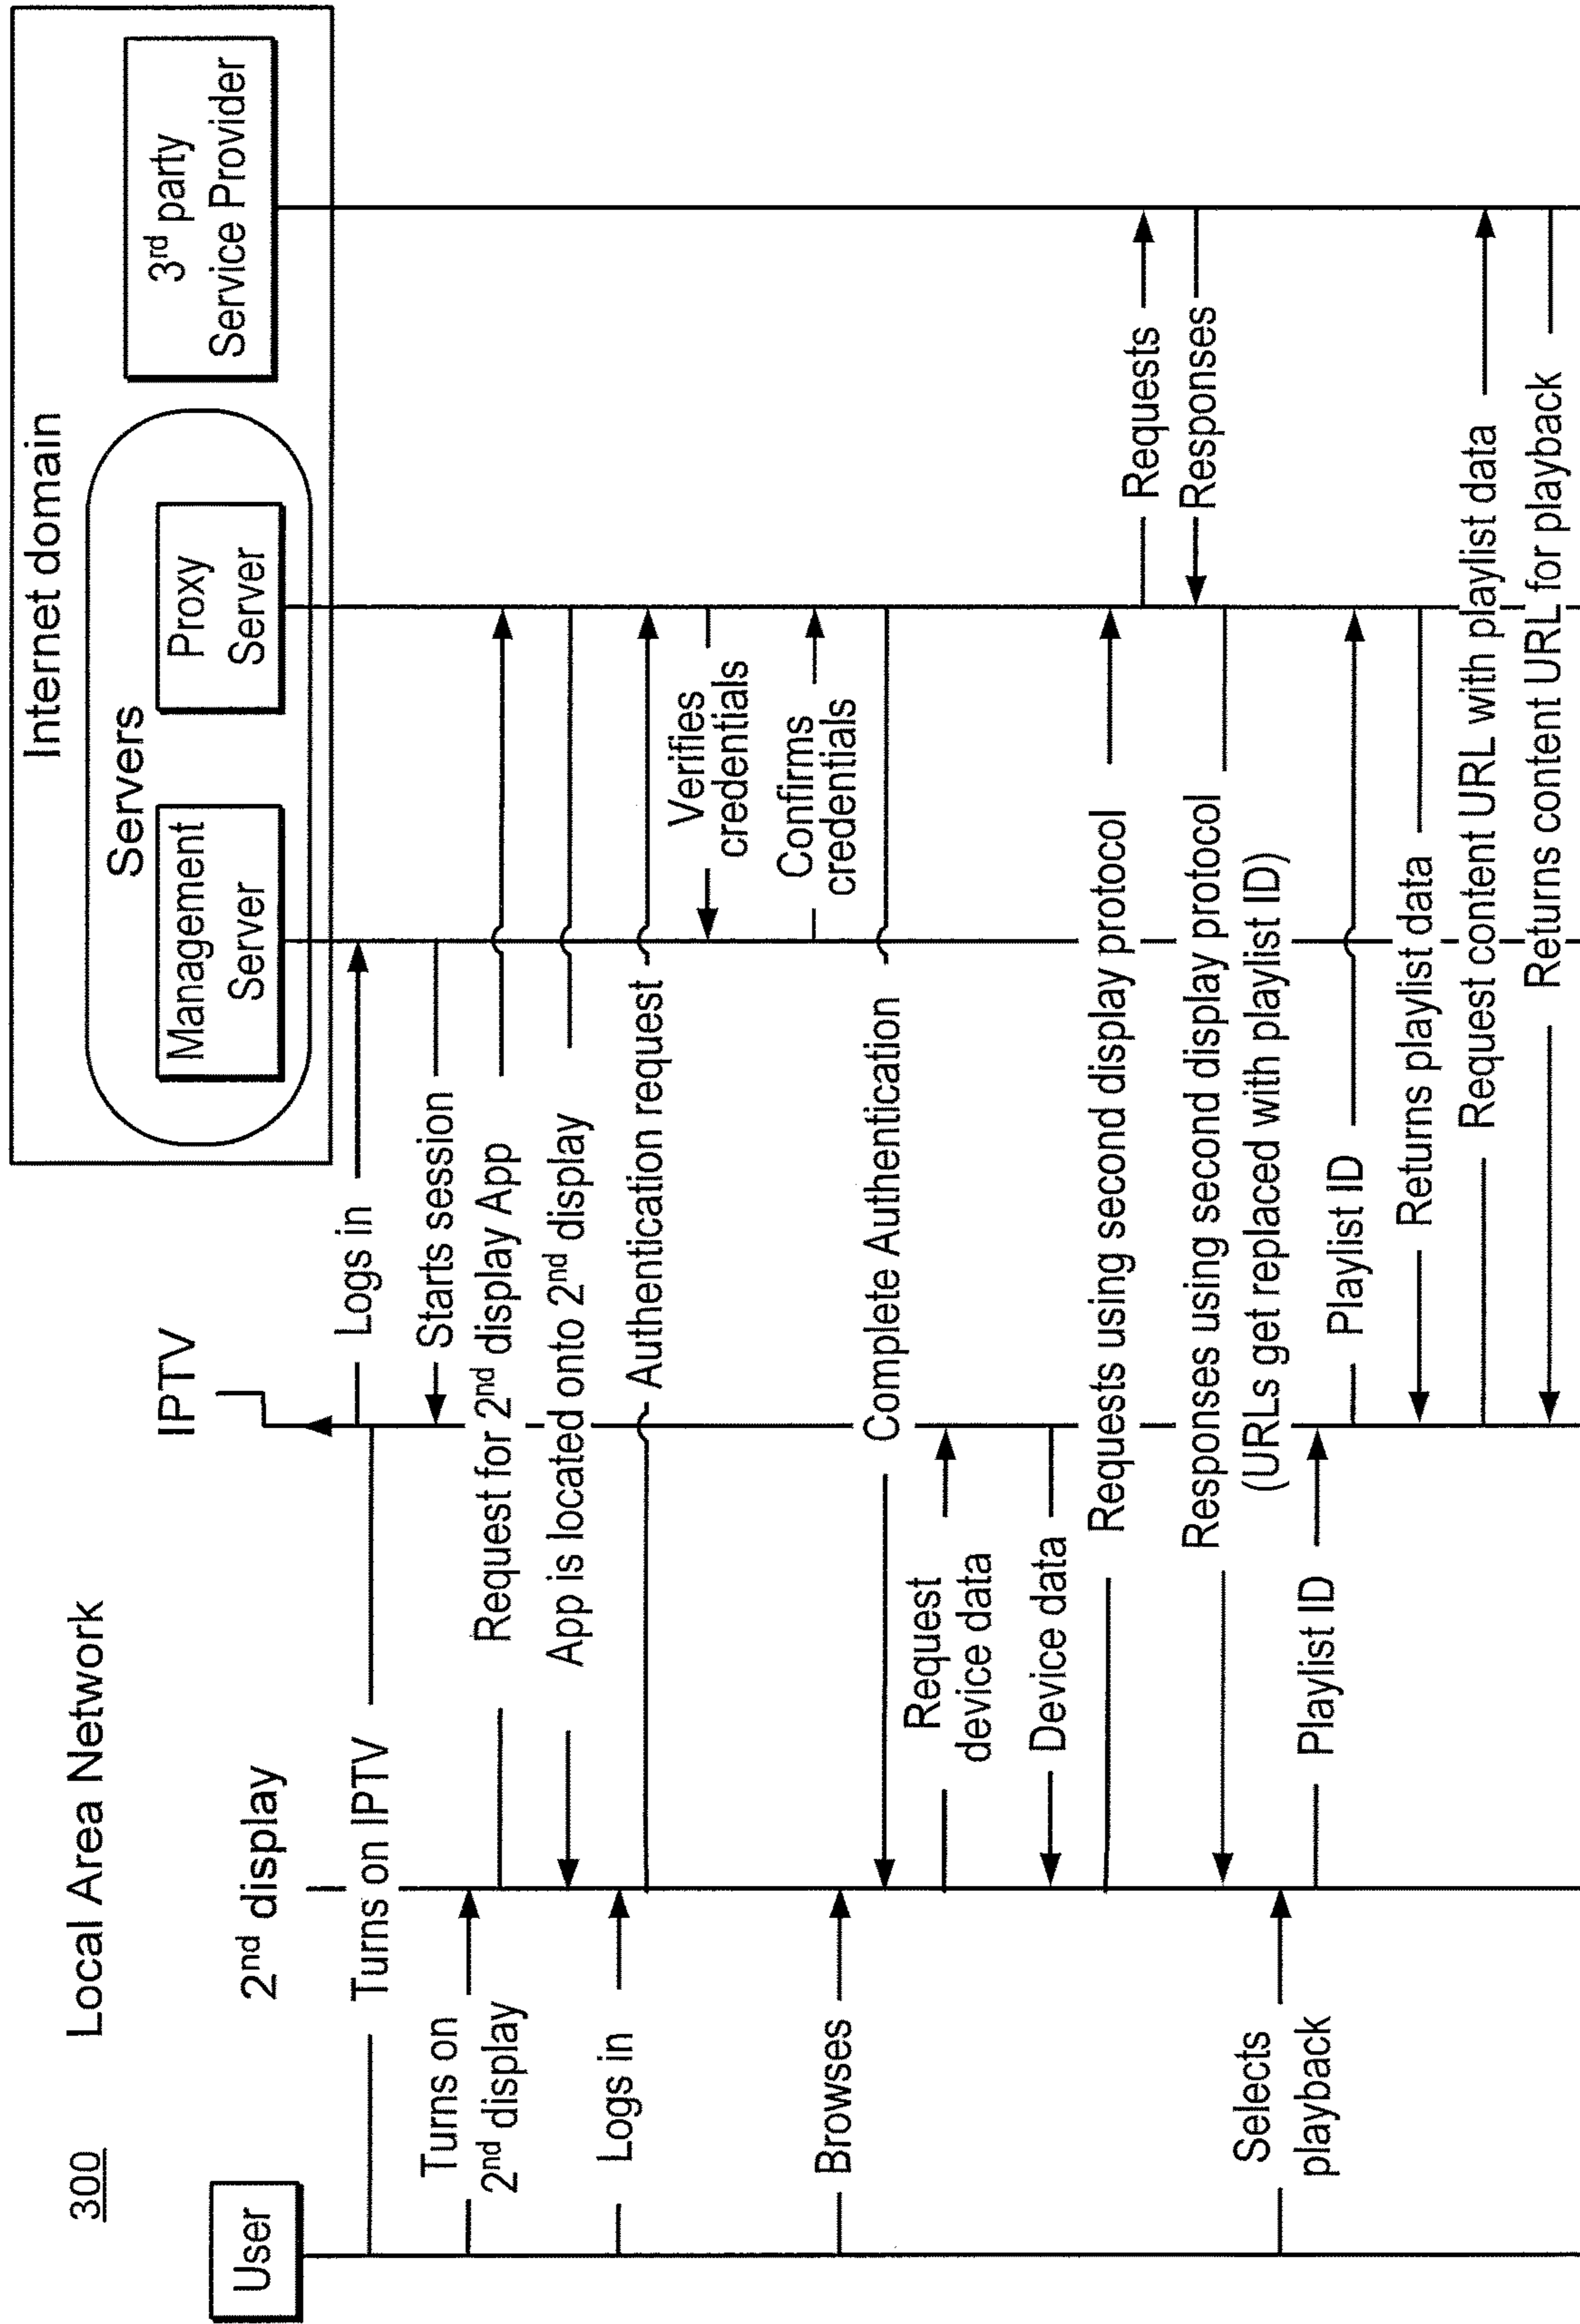 300
Local Area Network
Internet domain
Servers
User
2nd display
IPTV
Management
Server
Proxy
Server
3rd party
Service Provider
Turns on IPTV
Logs in
Starts session
Turns on
2nd display
Request for 2nd display App
App is located onto 2nd display
Logs in
Authentication request
Verifies
credentials
Confirms
credentials
Browses
Complete Authentication
Request
device data
Device data
Requests using second display protocol
Requests
Responses
Responses using second display protocol
(URLs get replaced with playlist ID)
Selects
playback
Playlist ID
Playlist ID
Returns playlist data
Request content URL with playlist data
Returns content URL for playback